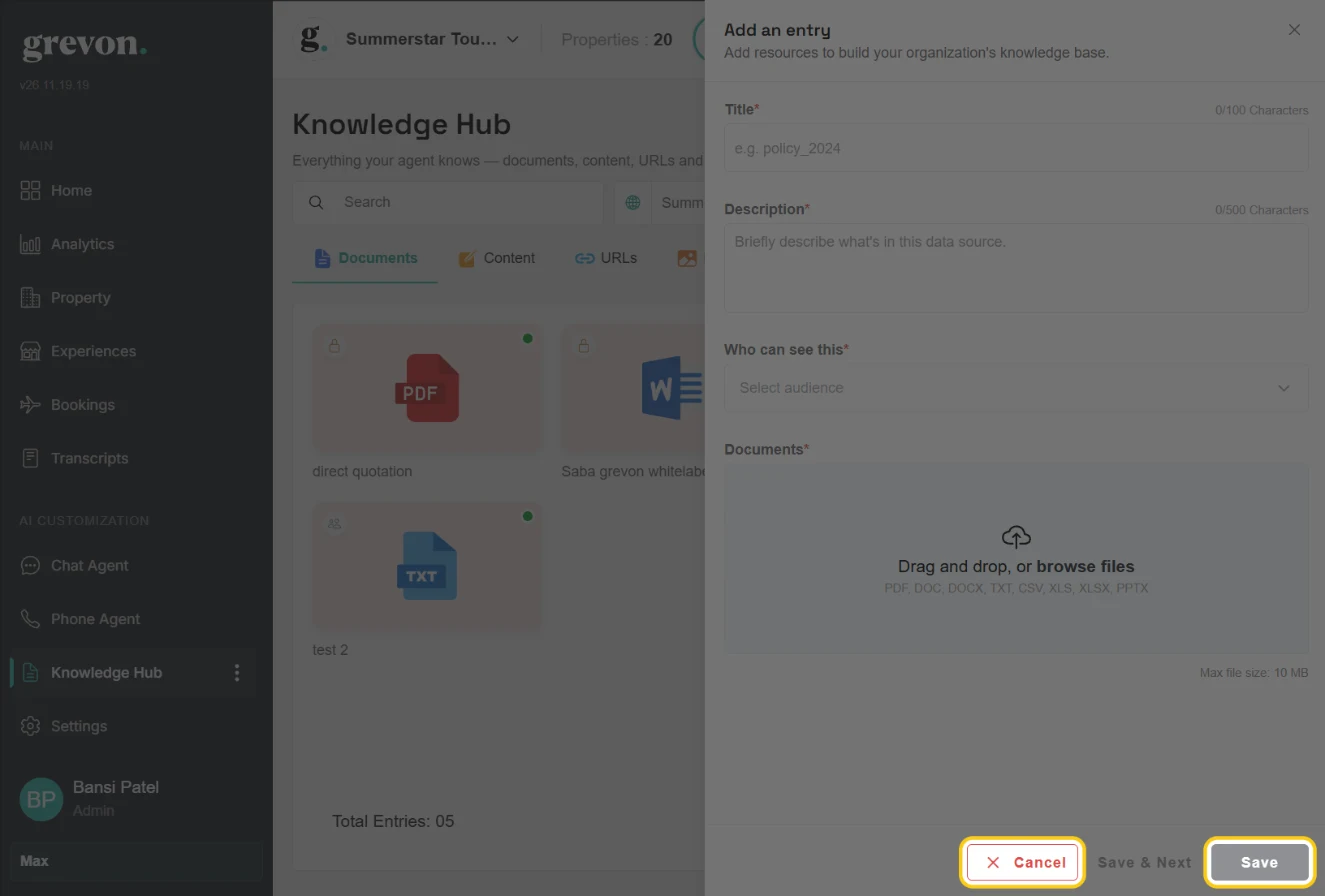 grevon.
v26.11.19.19
MAIN
Home
Analytics
Property
Experiences
Bookings
Transcripts
AI CUSTOMIZATION
Chat Agent
Phone Agent
Knowledge Hub
Settings
BP
Bansi Patel
Admin
Max
g.
Summerstar Tou...
Properties : 20
Knowledge Hub
Everything your agent knows — documents, content, URLs and
Search
Summ
Documents
Content
URLs
PDF
direct quotation
W
Saba grevon whitelabe
TXT
test 2
Total Entries: 05
Add an entry
Add resources to build your organization's knowledge base.
Title*
0/100 Characters
e.g. policy_2024
Description*
0/500 Characters
Briefly describe what's in this data source.
Who can see this*
Select audience
Documents*
Drag and drop, or browse files
PDF, DOC, DOCX, TXT, CSV, XLS, XLSX, PPTX
Max file size: 10 MB
Cancel
Save & Next
Save